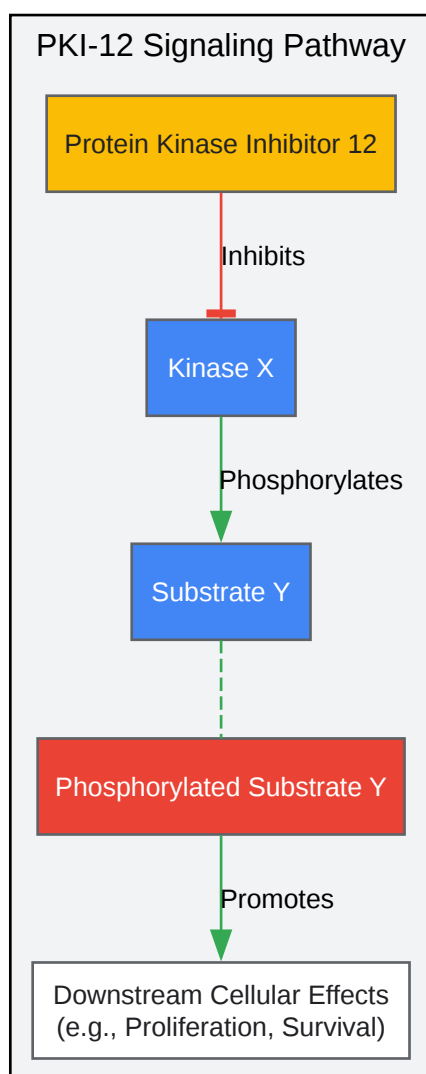 PKI-12 Signaling Pathway
Protein Kinase Inhibitor 12
Inhibits
Kinase X
Phosphorylates
Substrate Y
Phosphorylated Substrate Y
Promotes
Downstream Cellular Effects
(e.g., Proliferation, Survival)